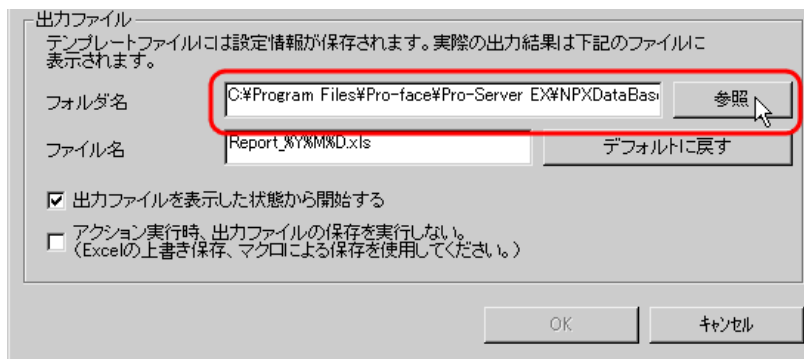 出力ファイル
テンプレートファイルには設定情報が保存されます。実際の出力結果は下記のファイルに
表示されます。
フォルダ名 C:¥Program Files¥Pro-face¥Pro-Server EX¥NPXDataBas 参照
ファイル名 Report_%Y%M%D.xls デフォルトに戻す
出力ファイルを表示した状態から開始する
アクション実行時、出力ファイルの保存を実行しない。
（Excelの上書き保存、マクロによる保存を使用してください。）
OK キャンセル